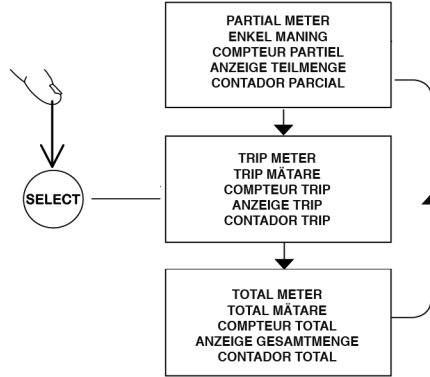 PARTIAL METER
ENKEL MANING
COMPTEUR PARTIEL
ANZEIGE TEILMENGE
CONTADOR PARCIAL
SELECT
TRIP METER
TRIP MÄTARE
COMPTEUR TRIP
ANZEIGE TRIP
CONTADOR TRIP
TOTAL METER
TOTAL MÄTARE
COMPTEUR TOTAL
ANZEIGE GESAMTMENGE
CONTADOR TOTAL